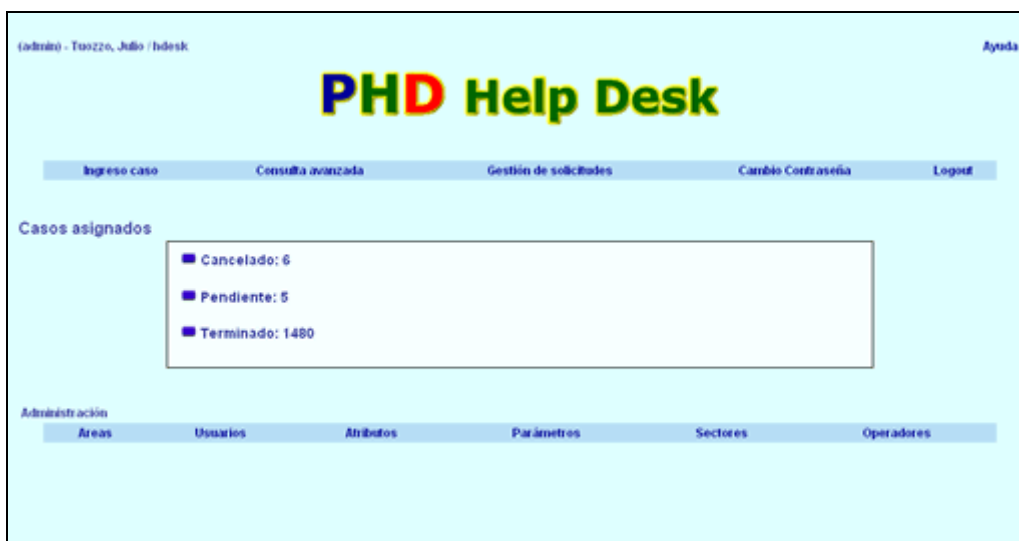 (admin) - Tuozzo, Julio / hdesk Ayuda
PHD Help Desk
Ingreso caso Consulta avanzada Gestión de solicitudes Cambio Contraseña Logout
Casos asignados
Cancelado: 6
Pendiente: 5
Terminado: 1480
Administración
Areas Usuarios Atributos Parámetros Sectores Operadores